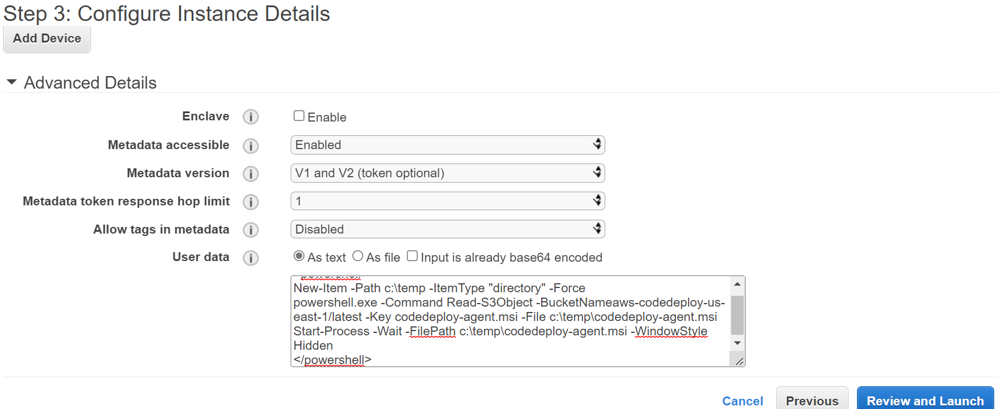 Step 3: Configure Instance Details
Add Device
Advanced Details
Enclave
Enable
Metadata accessible
Enabled
Metadata version
V1 and V2 (token optional)
Metadata token response hop limit
1
Allow tags in metadata
Disabled
User data
As text As file Input is already base64 encoded
New-Item -Path c:\temp -ItemType "directory" -Force
powershell.exe -Command Read-S3Object -BucketNameaws-codedeploy-us-
east-1/latest -Key codedeploy-agent.msi -File c:\temp\codedeploy-agent.msi
Start-Process -Wait -FilePath c:\temp\codedeploy-agent.msi -WindowStyle
Hidden
</powershell>
Cancel Previous Review and Launch